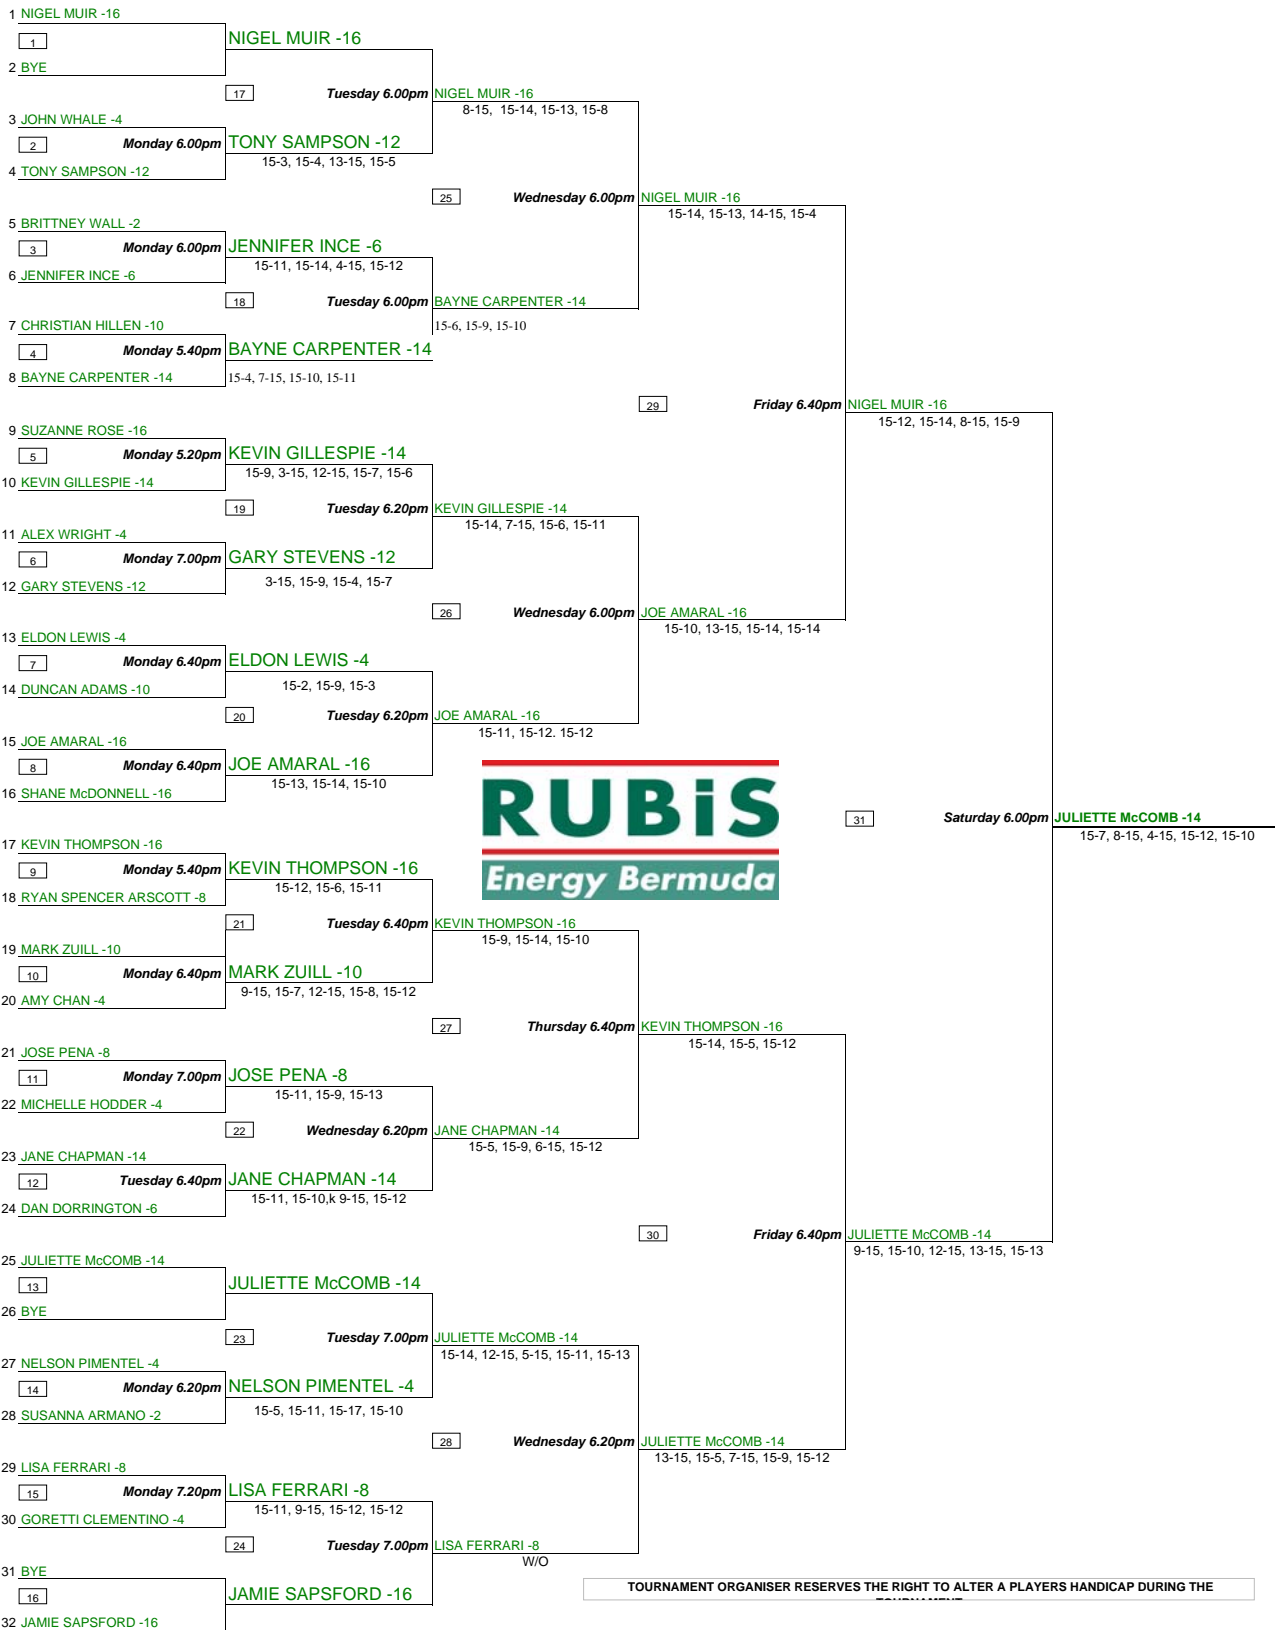 1 NIGEL MUIR -16
1 NIGEL MUIR -16
2 BYE
17 Tuesday 6.00pm NIGEL MUIR -16
8-15, 15-14, 15-13, 15-8
3 JOHN WHALE -4
2 Monday 6.00pm TONY SAMPSON -12
15-3, 15-4, 13-15, 15-5
4 TONY SAMPSON -12
25 Wednesday 6.00pm NIGEL MUIR -16
15-14, 15-13, 14-15, 15-4
5 BRITTNEY WALL -2
3 Monday 6.00pm JENNIFER INCE -6
15-11, 15-14, 4-15, 15-12
6 JENNIFER INCE -6
18 Tuesday 6.00pm BAYNE CARPENTER -14
7 CHRISTIAN HILLEN -10 15-6, 15-9, 15-10
4 Monday 5.40pm BAYNE CARPENTER -14
8 BAYNE CARPENTER -14 15-4, 7-15, 15-10, 15-11
29 Friday 6.40pm NIGEL MUIR -16
15-12, 15-14, 8-15, 15-9
9 SUZANNE ROSE -16
5 Monday 5.20pm KEVIN GILLESPIE -14
15-9, 3-15, 12-15, 15-7, 15-6
10 KEVIN GILLESPIE -14
19 Tuesday 6.20pm KEVIN GILLESPIE -14
15-14, 7-15, 15-6, 15-11
11 ALEX WRIGHT -4
6 Monday 7.00pm GARY STEVENS -12
3-15, 15-9, 15-4, 15-7
12 GARY STEVENS -12
26 Wednesday 6.00pm JOE AMARAL -16
15-10, 13-15, 15-14, 15-14
13 ELDON LEWIS -4
7 Monday 6.40pm ELDON LEWIS -4
15-2, 15-9, 15-3
14 DUNCAN ADAMS -10
20 Tuesday 6.20pm JOE AMARAL -16
15-11, 15-12. 15-12
15 JOE AMARAL -16
8 Monday 6.40pm JOE AMARAL -16
15-13, 15-14, 15-10
16 SHANE McDONNELL -16
RUBiS
Energy Bermuda
31 Saturday 6.00pm JULIETTE McCOMB -14
15-7, 8-15, 4-15, 15-12, 15-10
17 KEVIN THOMPSON -16
9 Monday 5.40pm KEVIN THOMPSON -16
15-12, 15-6, 15-11
18 RYAN SPENCER ARSCOTT -8
21 Tuesday 6.40pm KEVIN THOMPSON -16
15-9, 15-14, 15-10
19 MARK ZUILL -10
10 Monday 6.40pm MARK ZUILL -10
9-15, 15-7, 12-15, 15-8, 15-12
20 AMY CHAN -4
27 Thursday 6.40pm KEVIN THOMPSON -16
15-14, 15-5, 15-12
21 JOSE PENA -8
11 Monday 7.00pm JOSE PENA -8
15-11, 15-9, 15-13
22 MICHELLE HODDER -4
22 Wednesday 6.20pm JANE CHAPMAN -14
15-5, 15-9, 6-15, 15-12
23 JANE CHAPMAN -14
12 Tuesday 6.40pm JANE CHAPMAN -14
15-11, 15-10,k 9-15, 15-12
24 DAN DORRINGTON -6
30 Friday 6.40pm JULIETTE McCOMB -14
9-15, 15-10, 12-15, 13-15, 15-13
25 JULIETTE McCOMB -14
13 JULIETTE McCOMB -14
26 BYE
23 Tuesday 7.00pm JULIETTE McCOMB -14
15-14, 12-15, 5-15, 15-11, 15-13
27 NELSON PIMENTEL -4
14 Monday 6.20pm NELSON PIMENTEL -4
15-5, 15-11, 15-17, 15-10
28 SUSANNA ARMANO -2
28 Wednesday 6.20pm JULIETTE McCOMB -14
13-15, 15-5, 7-15, 15-9, 15-12
29 LISA FERRARI -8
15 Monday 7.20pm LISA FERRARI -8
15-11, 9-15, 15-12, 15-12
30 GORETTI CLEMENTINO -4
24 Tuesday 7.00pm LISA FERRARI -8
W/O
31 BYE
16 JAMIE SAPSFORD -16
32 JAMIE SAPSFORD -16
TOURNAMENT ORGANISER RESERVES THE RIGHT TO ALTER A PLAYERS HANDICAP DURING THE
TOURNAMENT